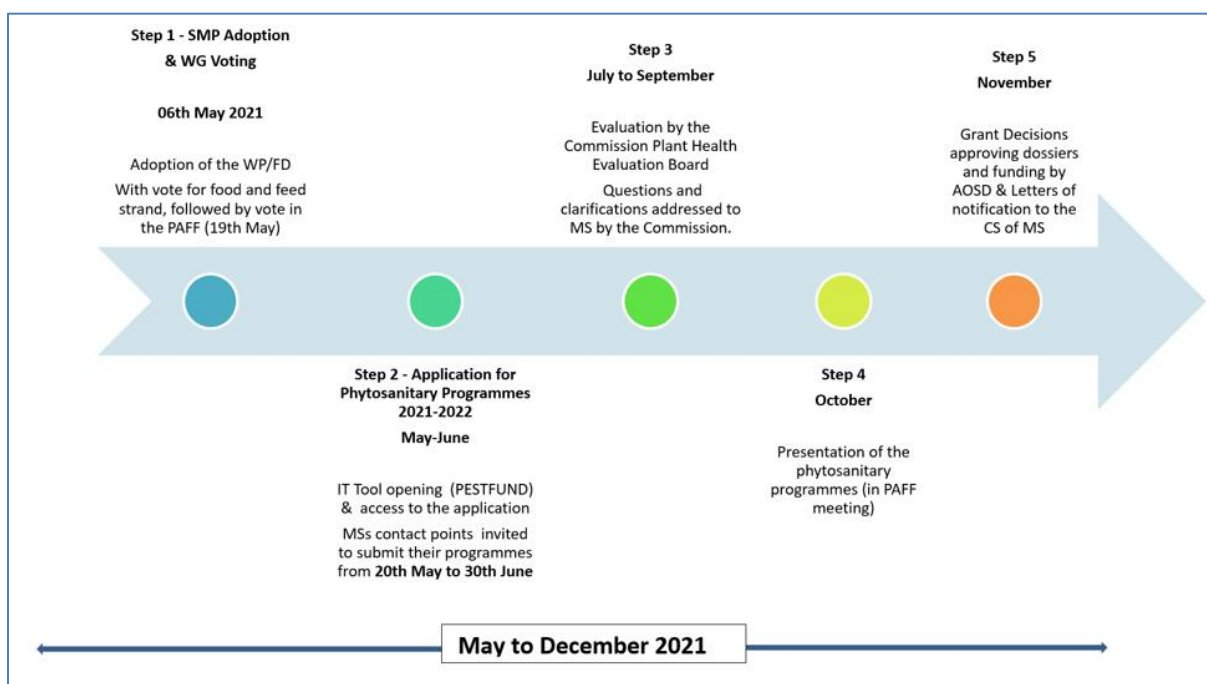 Step 1 - SMP Adoption
& WG Voting
06th May 2021
Adoption of the WP/FD
With vote for food and feed
strand, followed by vote in
the PAFF (19th May)
Step 2 - Application for
Phytosanitary Programmes
2021-2022
May-June
IT Tool opening (PESTFUND)
& access to the application
MSs contact points invited
to submit their programmes
from 20th May to 30th June
Step 3
July to September
Evaluation by the
Commission Plant Health
Evaluation Board
Questions and
clarifications addressed to
MS by the Commission.
Step 4
October
Presentation of the
phytosanitary
programmes (in PAFF
meeting)
Step 5
November
Grant Decisions
approving dossiers
and funding by
AOSD & Letters of
notification to the
CS of MS
May to December 2021